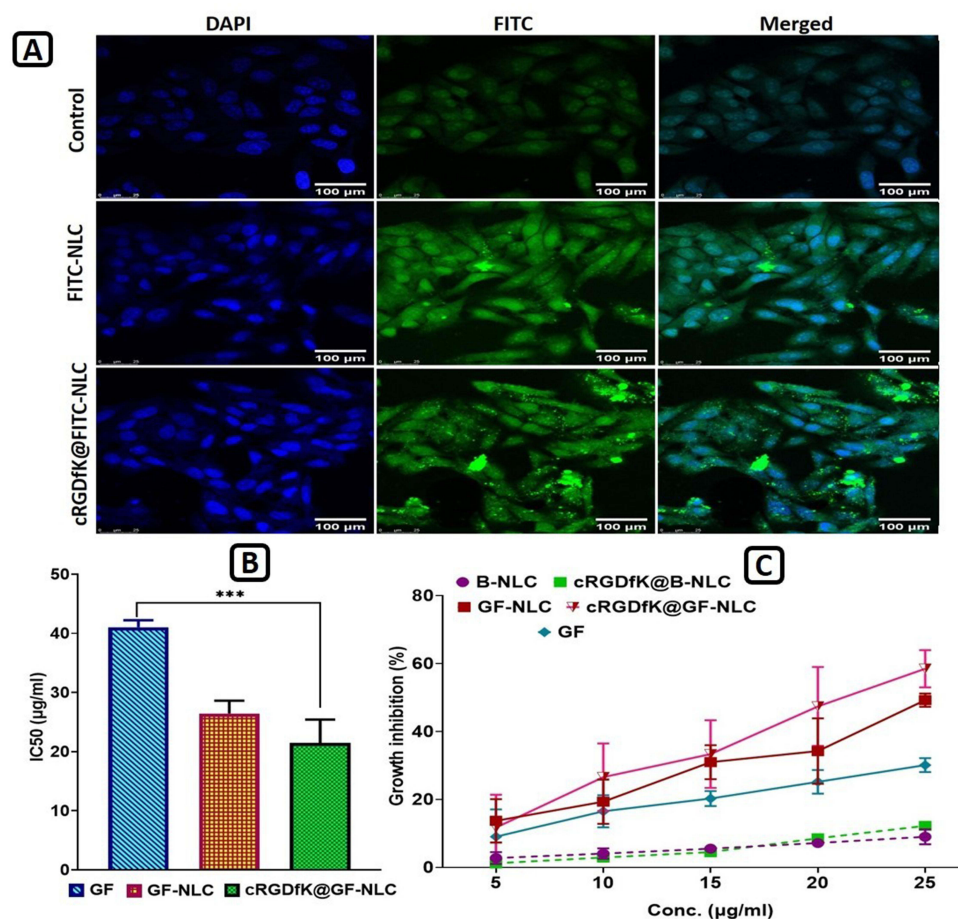 A
DAPI FITC Merged
Control
100 µm 100 µm 100 µm
FITC-NLC
100 µm 100 µm 100 µm
cRGDfK@FITC-NLC
100 µm 100 µm 100 µm
B
50
40
30
20
10
0
IC50 (µg/ml)
***
GF GF-NLC cRGDfK@GF-NLC
C
B-NLC cRGDfK@B-NLC
GF-NLC cRGDfK@GF-NLC
GF
80
60
40
20
0
Growth inhibition (%)
5 10 15 20 25
Conc. (µg/ml)